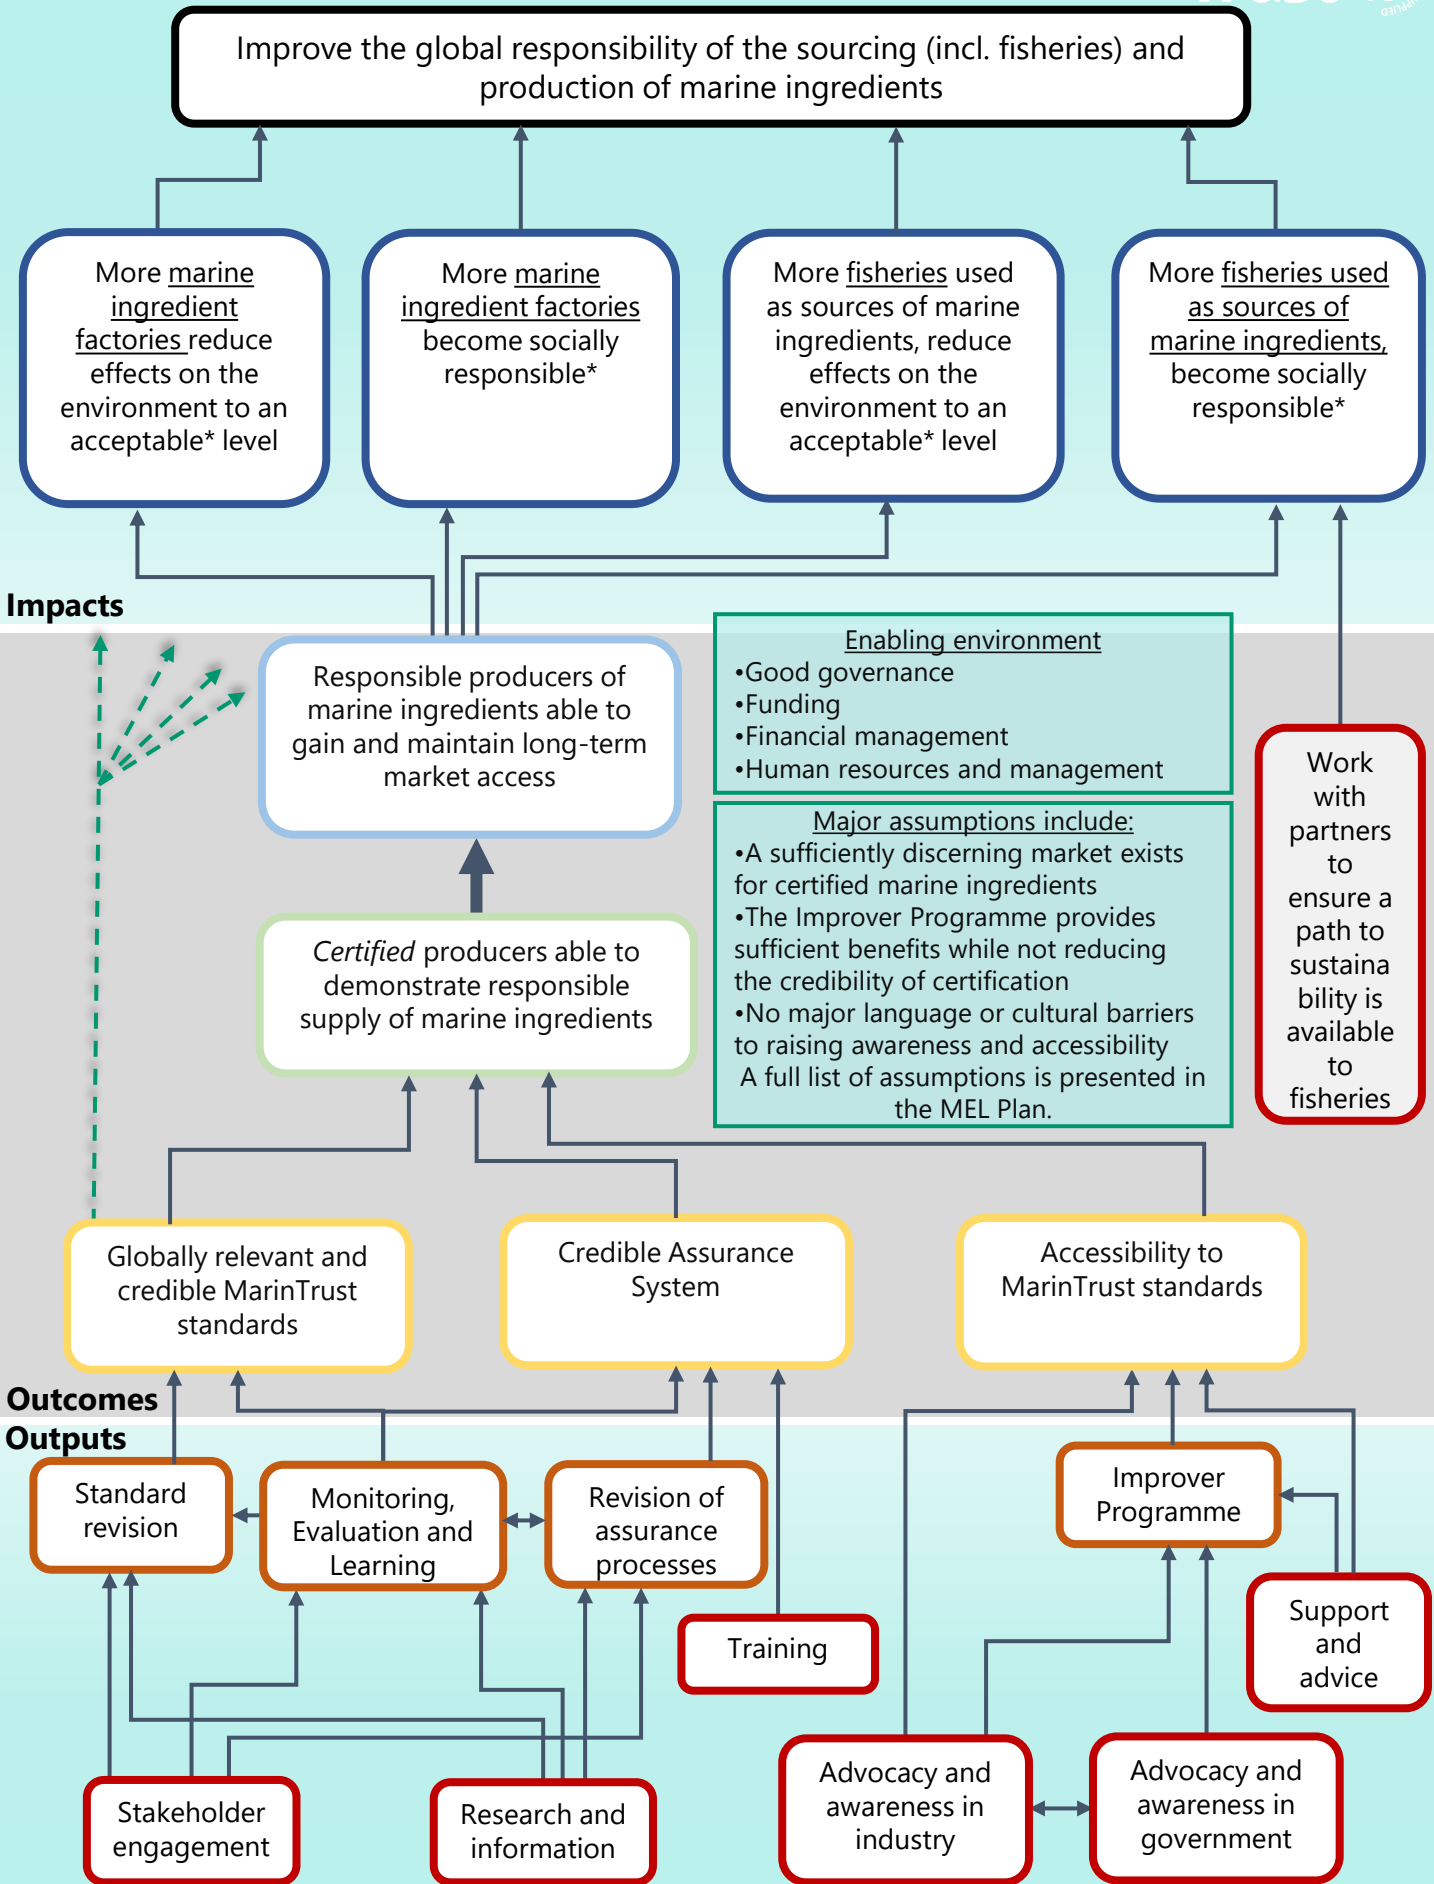 Improve the global responsibility of the sourcing (incl. fisheries) and
production of marine ingredients
More marine
ingredient
factories reduce
effects on the
environment to an
acceptable* level
More marine
ingredient factories
become socially
responsible*
More fisheries used
as sources of marine
ingredients, reduce
effects on the
environment to an
acceptable* level
More fisheries used
as sources of
marine ingredients,
become socially
responsible*
Impacts
Responsible producers of
marine ingredients able to
gain and maintain long-term
market access
Enabling environment
•Good governance
•Funding
•Financial management
•Human resources and management
Major assumptions include:
•A sufficiently discerning market exists
for certified marine ingredients
•The Improver Programme provides
sufficient benefits while not reducing
the credibility of certification
•No major language or cultural barriers
to raising awareness and accessibility
A full list of assumptions is presented in
the MEL Plan.
Work
with
partners
to
ensure a
path to
sustaina
bility is
available
to
fisheries
Certified producers able to
demonstrate responsible
supply of marine ingredients
Globally relevant and
credible MarinTrust
standards
Credible Assurance
System
Accessibility to
MarinTrust standards
Outcomes
Outputs
Standard
revision
Monitoring,
Evaluation and
Learning
Revision of
assurance
processes
Improver
Programme
Training
Support
and
advice
Stakeholder
engagement
Research and
information
Advocacy and
awareness in
industry
Advocacy and
awareness in
government